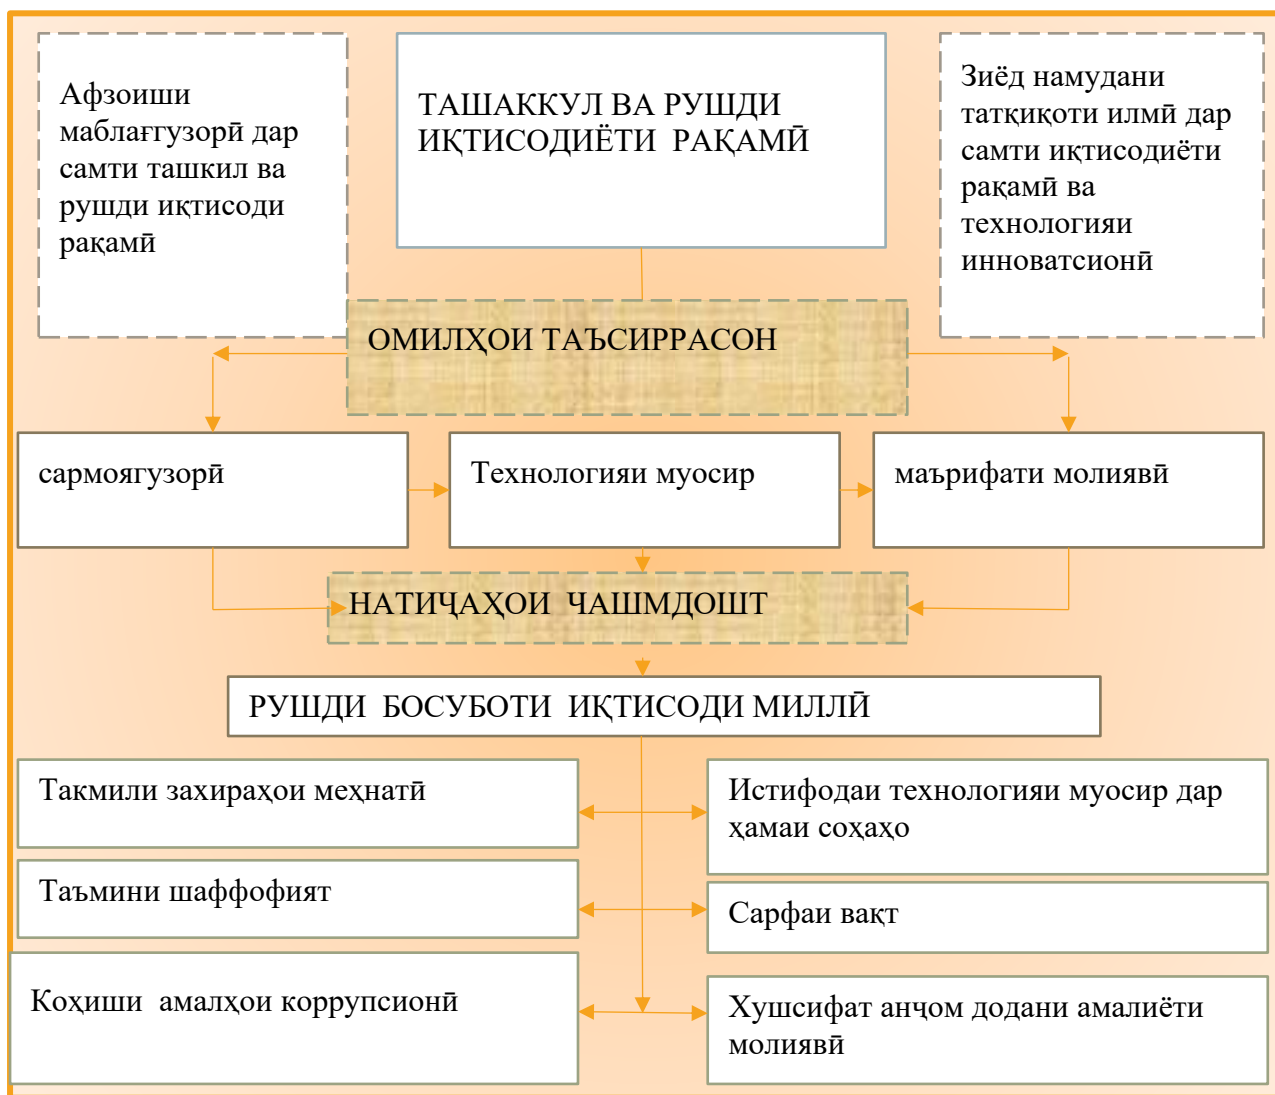 Афзоиши
маблағгузорӣ дар
самти ташкил ва
рушди иқтисоди
рақамӣ
ТАШАККУЛ ВА РУШДИ
ИҚТИСОДИЁТИ РАҚАМӢ
Зиёд намудани
татқиқоти илмӣ дар
самти иқтисодиёти
рақамӣ ва
технологияи
инноватсионӣ
ОМИЛҲОИ ТАЪСИРРАСОН
сармоягузорӣ
Технологияи муосир
маърифати молиявӣ
НАТИҶАҲОИ ЧАШМДОШТ
РУШДИ БОСУБОТИ ИҚТИСОДИ МИЛЛӢ
Такмили захираҳои меҳнатӣ
Истифодаи технологияи муосир дар
ҳамаи соҳаҳо
Таъмини шаффофият
Сарфаи вақт
Коҳиши амалҳои коррупсионӣ
Хушсифат анҷом додани амалиёти
молиявӣ